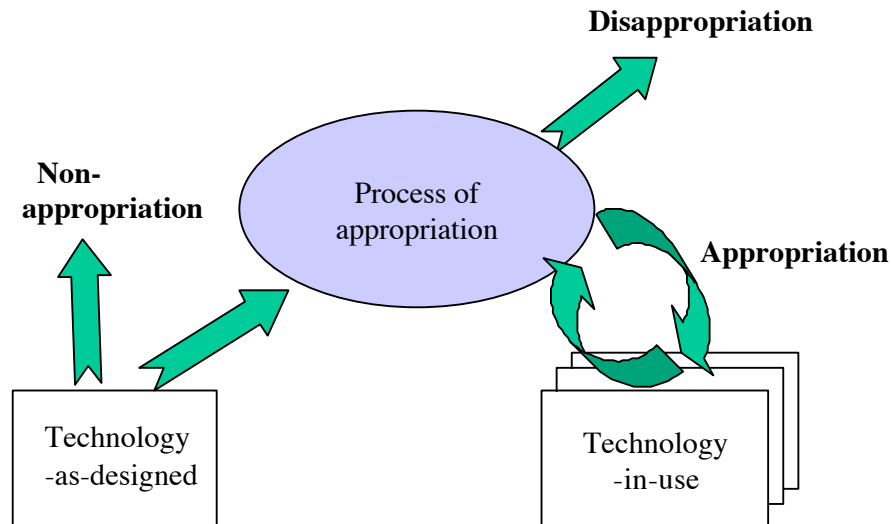 Disappropriation
Non-
appropriation
Process of
appropriation
Appropriation
Technology
-as-designed
Technology
-in-use